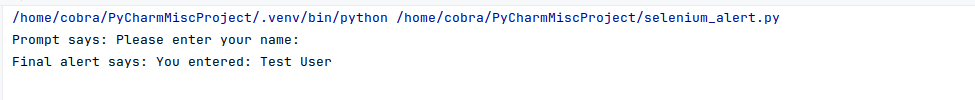 /home/cobra/PyCharmMiscProject/.venv/bin/python /home/cobra/PyCharmMiscProject/selenium_alert.py
Prompt says: Please enter your name:
Final alert says: You entered: Test User